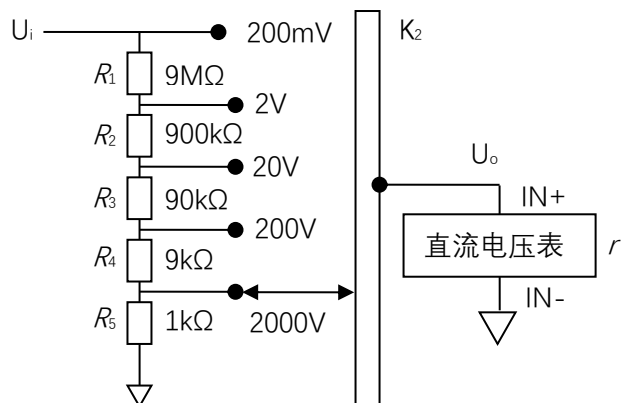 Uᵢ
200mV
K₂
R₁ 9MΩ
2V
R₂ 900kΩ
20V
Uₒ
R₃ 90kΩ
IN+
200V
直流电压表 r
R₄ 9kΩ
IN-
R₅ 1kΩ
2000V